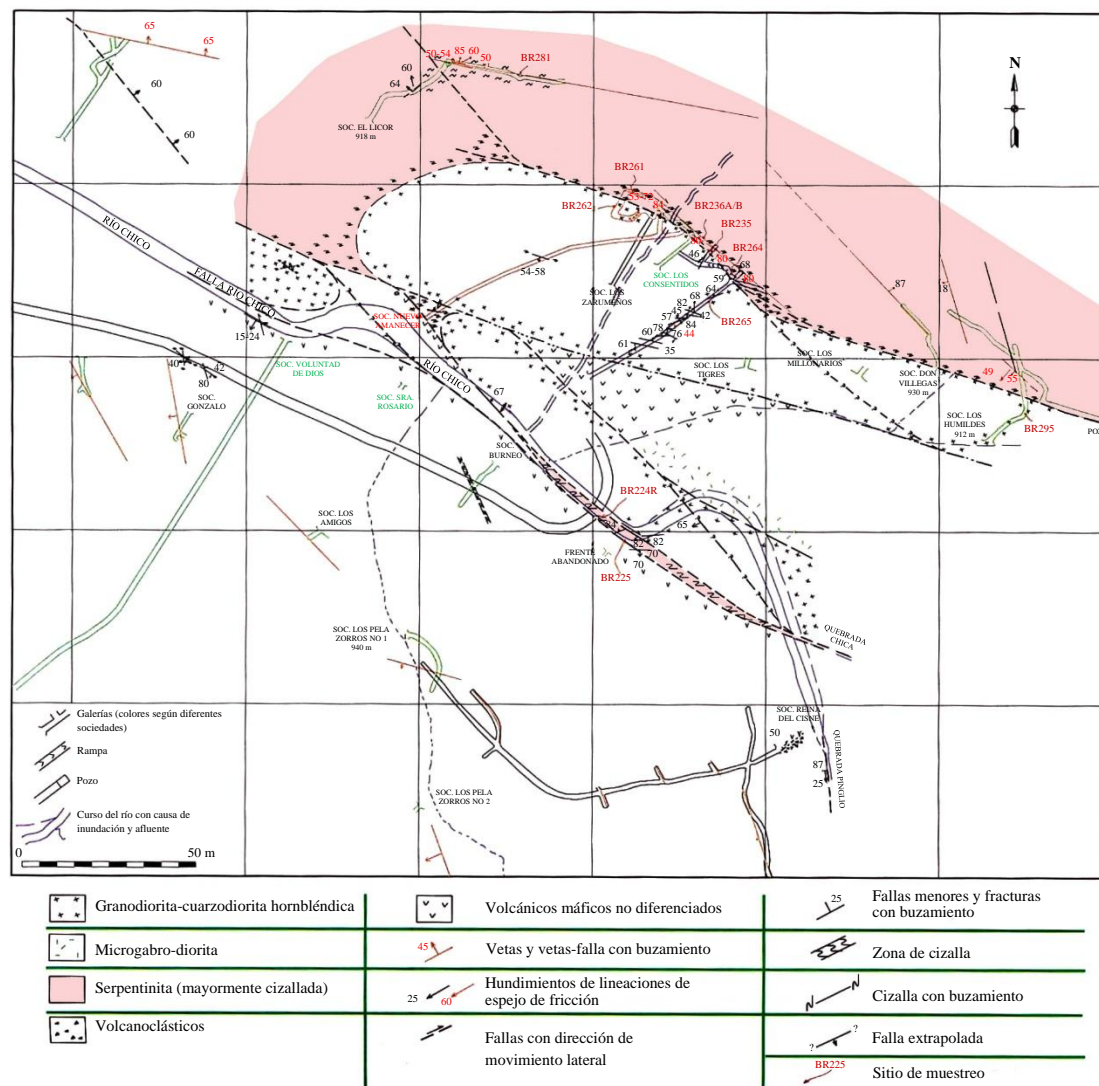 65
65
60
60
50-54
85
60
50
BR281
60
64
SOC. EL LICOR
918 m
N
RÍO CHICO
BR261
BR262
84
BR236A/B
BR235
80
BR264
68
46
59
SOC. LOS
CONSENTIDOS
54-58
SOC. LOS
ZARUMEÑOS
64
68
82
45
57
42
84
78
60
76
44
61
35
BR265
87
18
RÍO CHICO
FALLA RÍO CHICO
15-24
SOC. NUEVO
AMANECER
SOC. VOLUNTAD
DE DIOS
RÍO CHICO
40
42
80
SOC.
GONZALO
SOC. SRA.
ROSARIO
67
SOC. LOS
TIGRES
SOC. LOS
MILLONARIOS
SOC. DON
VILLEGAS
930 m
49
55
SOC. LOS
HUMILDES
912 m
BR295
SOC.
BURNEO
BR224R
SOC. LOS
AMIGOS
65
82
82
70
70
FRENTE
ABANDONADO
BR225
SOC. LOS PELA
ZORROS NO 1
940 m
QUEBRADA
CHICA
SOC. REINA
DEL CISNE
50
87
25
QUEBRADA PINGLIO
SOC. LOS PELA
ZORROS NO 2
Galerías (colores según diferentes
sociedades)
Rampa
Pozo
Curso del río con causa de
inundación y afluente
0 50 m
Granodiorita-cuarzodiorita hornbléndica
Microgabro-diorita
Serpentinita (mayormente cizallada)
Volcanoclásticos
Volcánicos máficos no diferenciados
45 Vetas y vetas-falla con buzamiento
25 60 Hundimientos de lineaciones de
espejo de fricción
Fallas con dirección de
movimiento lateral
25 Fallas menores y fracturas
con buzamiento
Zona de cizalla
Cizalla con buzamiento
? ? Falla extrapolada
BR225 Sitio de muestreo